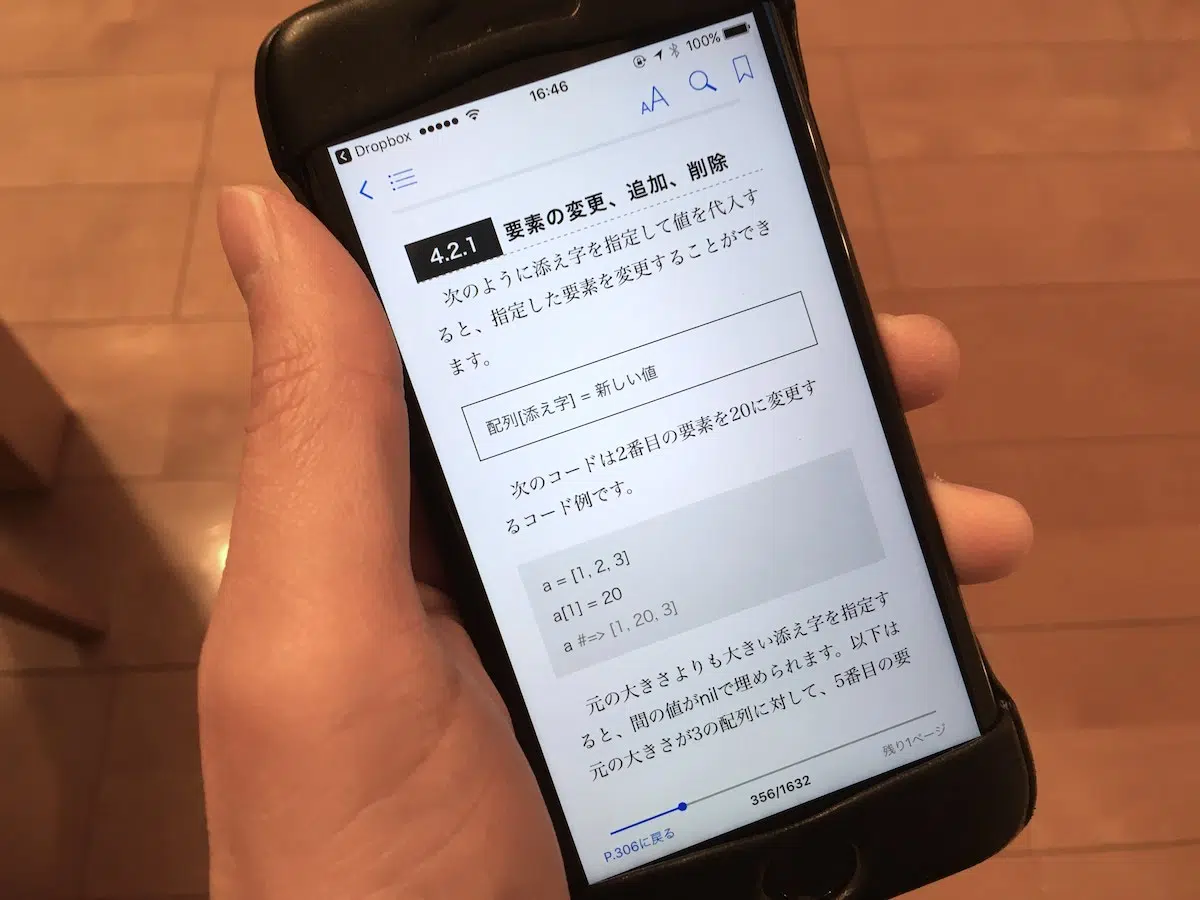 Dropbox 16:46 100%
4.2.1 要素の変更、追加、削除
次のように添え字を指定して値を代入す
ると、指定した要素を変更することができ
ます。
配列[添え字] = 新しい値
次のコードは2番目の要素を20に変更す
るコード例です。
a = [1, 2, 3]
a[1] = 20
a #=> [1, 20, 3]
元の大きさよりも大きい添え字を指定す
ると、間の値がnilで埋められます。以下は
元の大きさが3の配列に対して、5番目の要
356/1632 残り1ページ
P.306に戻る